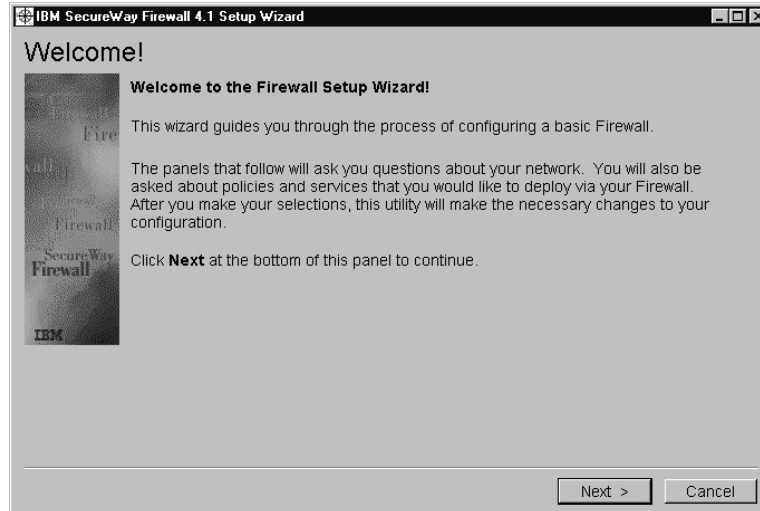 IBM SecureWay Firewall 4.1 Setup Wizard
Welcome!
Welcome to the Firewall Setup Wizard!
This wizard guides you through the process of configuring a basic Firewall.
The panels that follow will ask you questions about your network. You will also be
asked about policies and services that you would like to deploy via your Firewall.
After you make your selections, this utility will make the necessary changes to your
configuration.
Click Next at the bottom of this panel to continue.
Fire
wall
Firewall
SecureWay
Firewall
IBM
Next >
Cancel